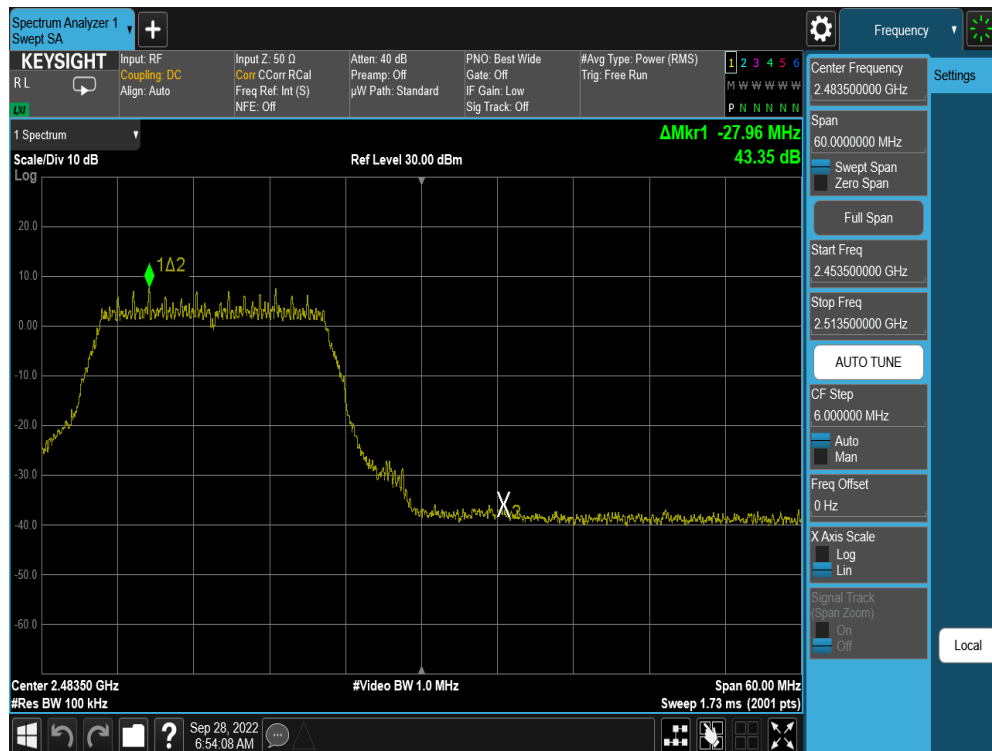 Spectrum Analyzer 1
Swept SA
Frequency
KEYSIGHT
R L
LXI
Input: RF
Coupling: DC
Align: Auto
Input Z: 50 Ω
Corr CCorr RCal
Freq Ref: Int (S)
NFE: Off
Atten: 40 dB
Preamp: Off
µW Path: Standard
PNO: Best Wide
Gate: Off
IF Gain: Low
Sig Track: Off
#Avg Type: Power (RMS)
Trig: Free Run
1 2 3 4 5 6
M W W W W W
P N N N N N
1 Spectrum
ΔMkr1 -27.96 MHz
43.35 dB
Scale/Div 10 dB
Ref Level 30.00 dBm
Log
20.0
10.0
0.00
-10.0
-20.0
-30.0
-40.0
-50.0
-60.0
1Δ2
Center 2.48350 GHz
#Video BW 1.0 MHz
Span 60.00 MHz
#Res BW 100 kHz
Sweep 1.73 ms (2001 pts)
Center Frequency
2.483500000 GHz
Settings
Span
60.0000000 MHz
Swept Span
Zero Span
Full Span
Start Freq
2.453500000 GHz
Stop Freq
2.513500000 GHz
AUTO TUNE
CF Step
6.000000 MHz
Auto
Man
Freq Offset
0 Hz
X Axis Scale
Log
Lin
Signal Track
(Span Zoom)
On
Off
Local
Sep 28, 2022
6:54:08 AM